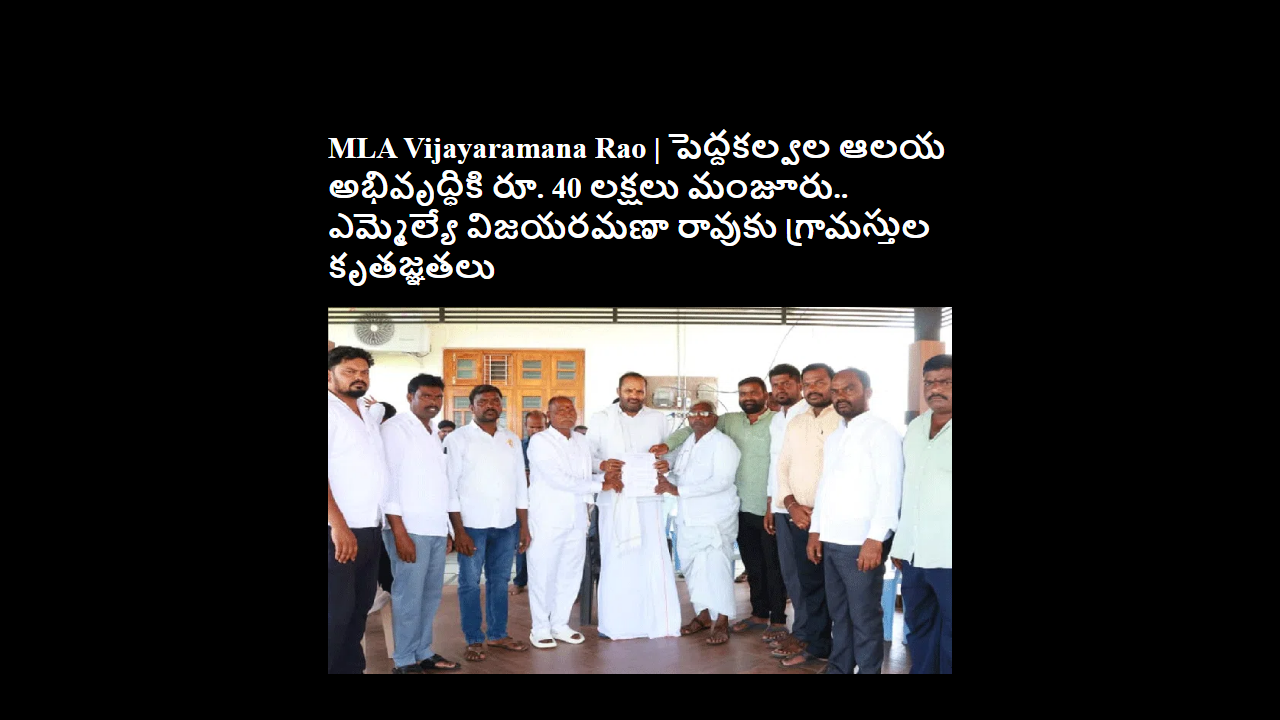 MLA Vijayaramana Rao | పెద్దకల్వల ఆలయ
అభివృద్ధికి రూ. 40 లక్షలు మంజూరు..
ఎమ్మెల్యే విజయరమణా రావుకు గ్రామస్తుల
కృతజ్ఞతలు